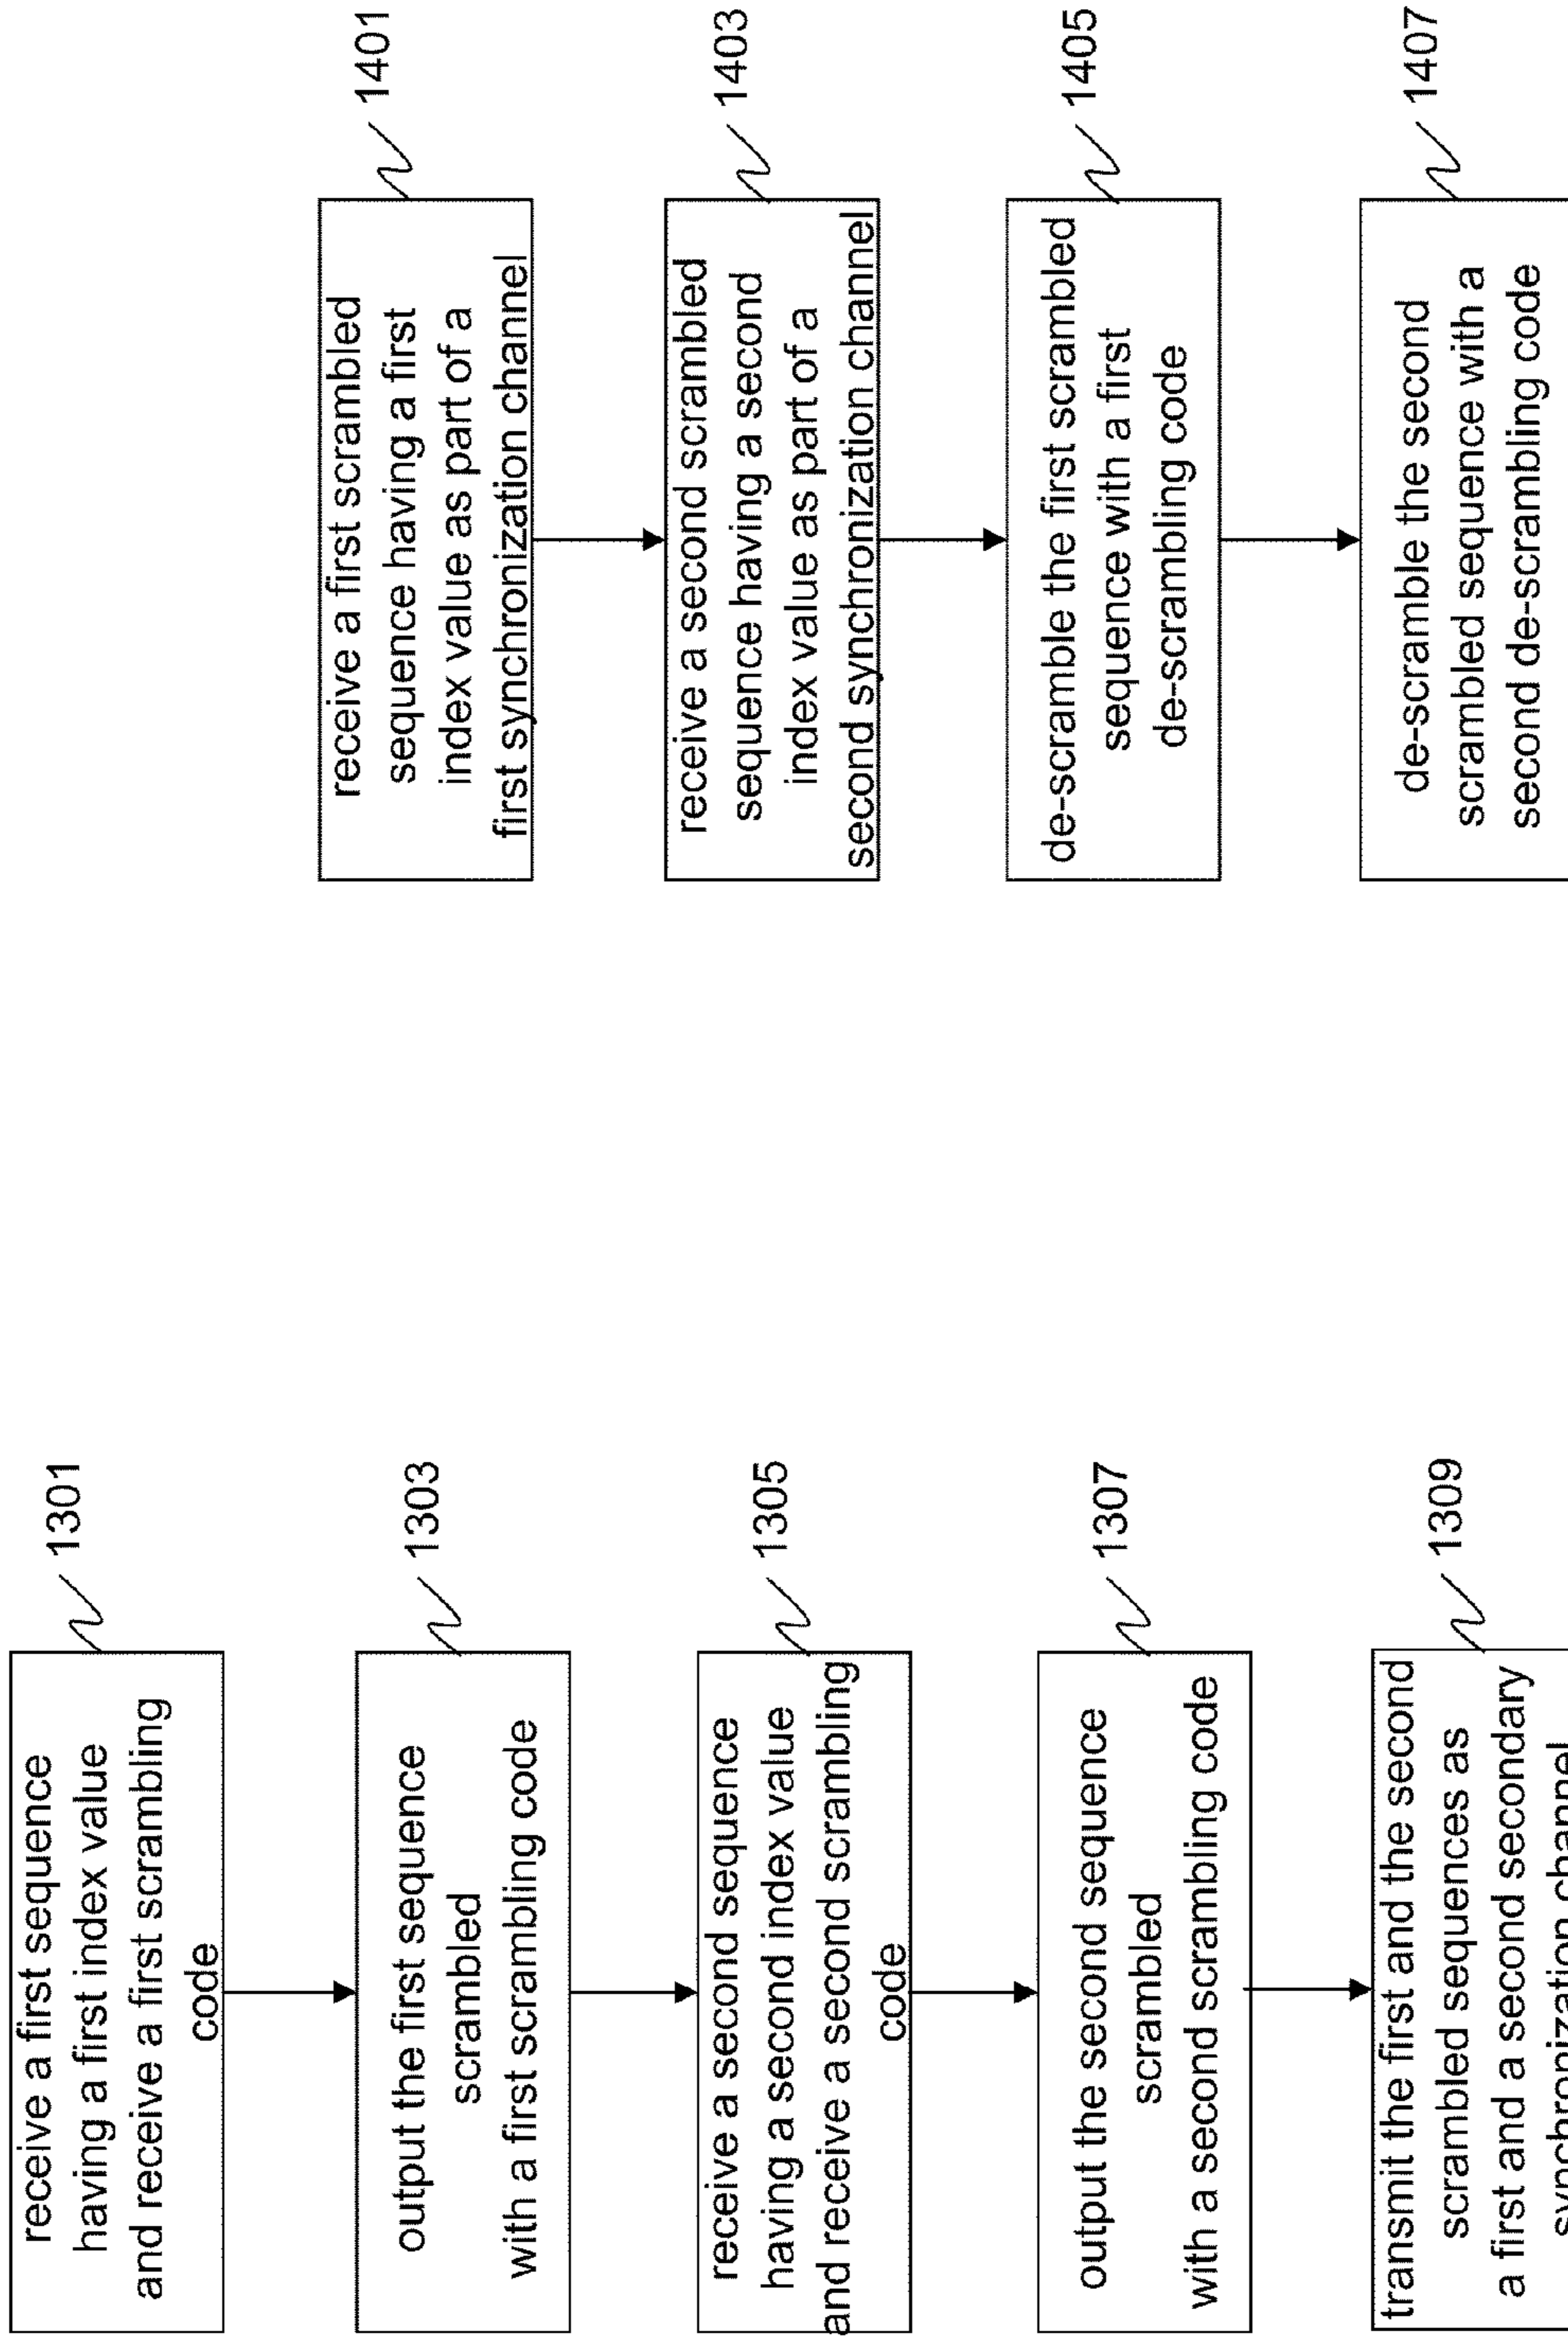 receive a first sequence
having a first index value
and receive a first scrambling
code
1301
output the first sequence
scrambled
with a first scrambling code
1303
receive a second sequence
having a second index value
and receive a second scrambling
code
1305
output the second sequence
scrambled
with a second scrambling code
1307
transmit the first and the second
scrambled sequences as
a first and a second secondary
synchronization channel
1309
receive a first scrambled
sequence having a first
index value as part of a
first synchronization channel
1401
receive a second scrambled
sequence having a second
index value as part of a
second synchronization channel
1403
de-scramble the first scrambled
sequence with a first
de-scrambling code
1405
de-scramble the second
scrambled sequence with a
second de-scrambling code
1407